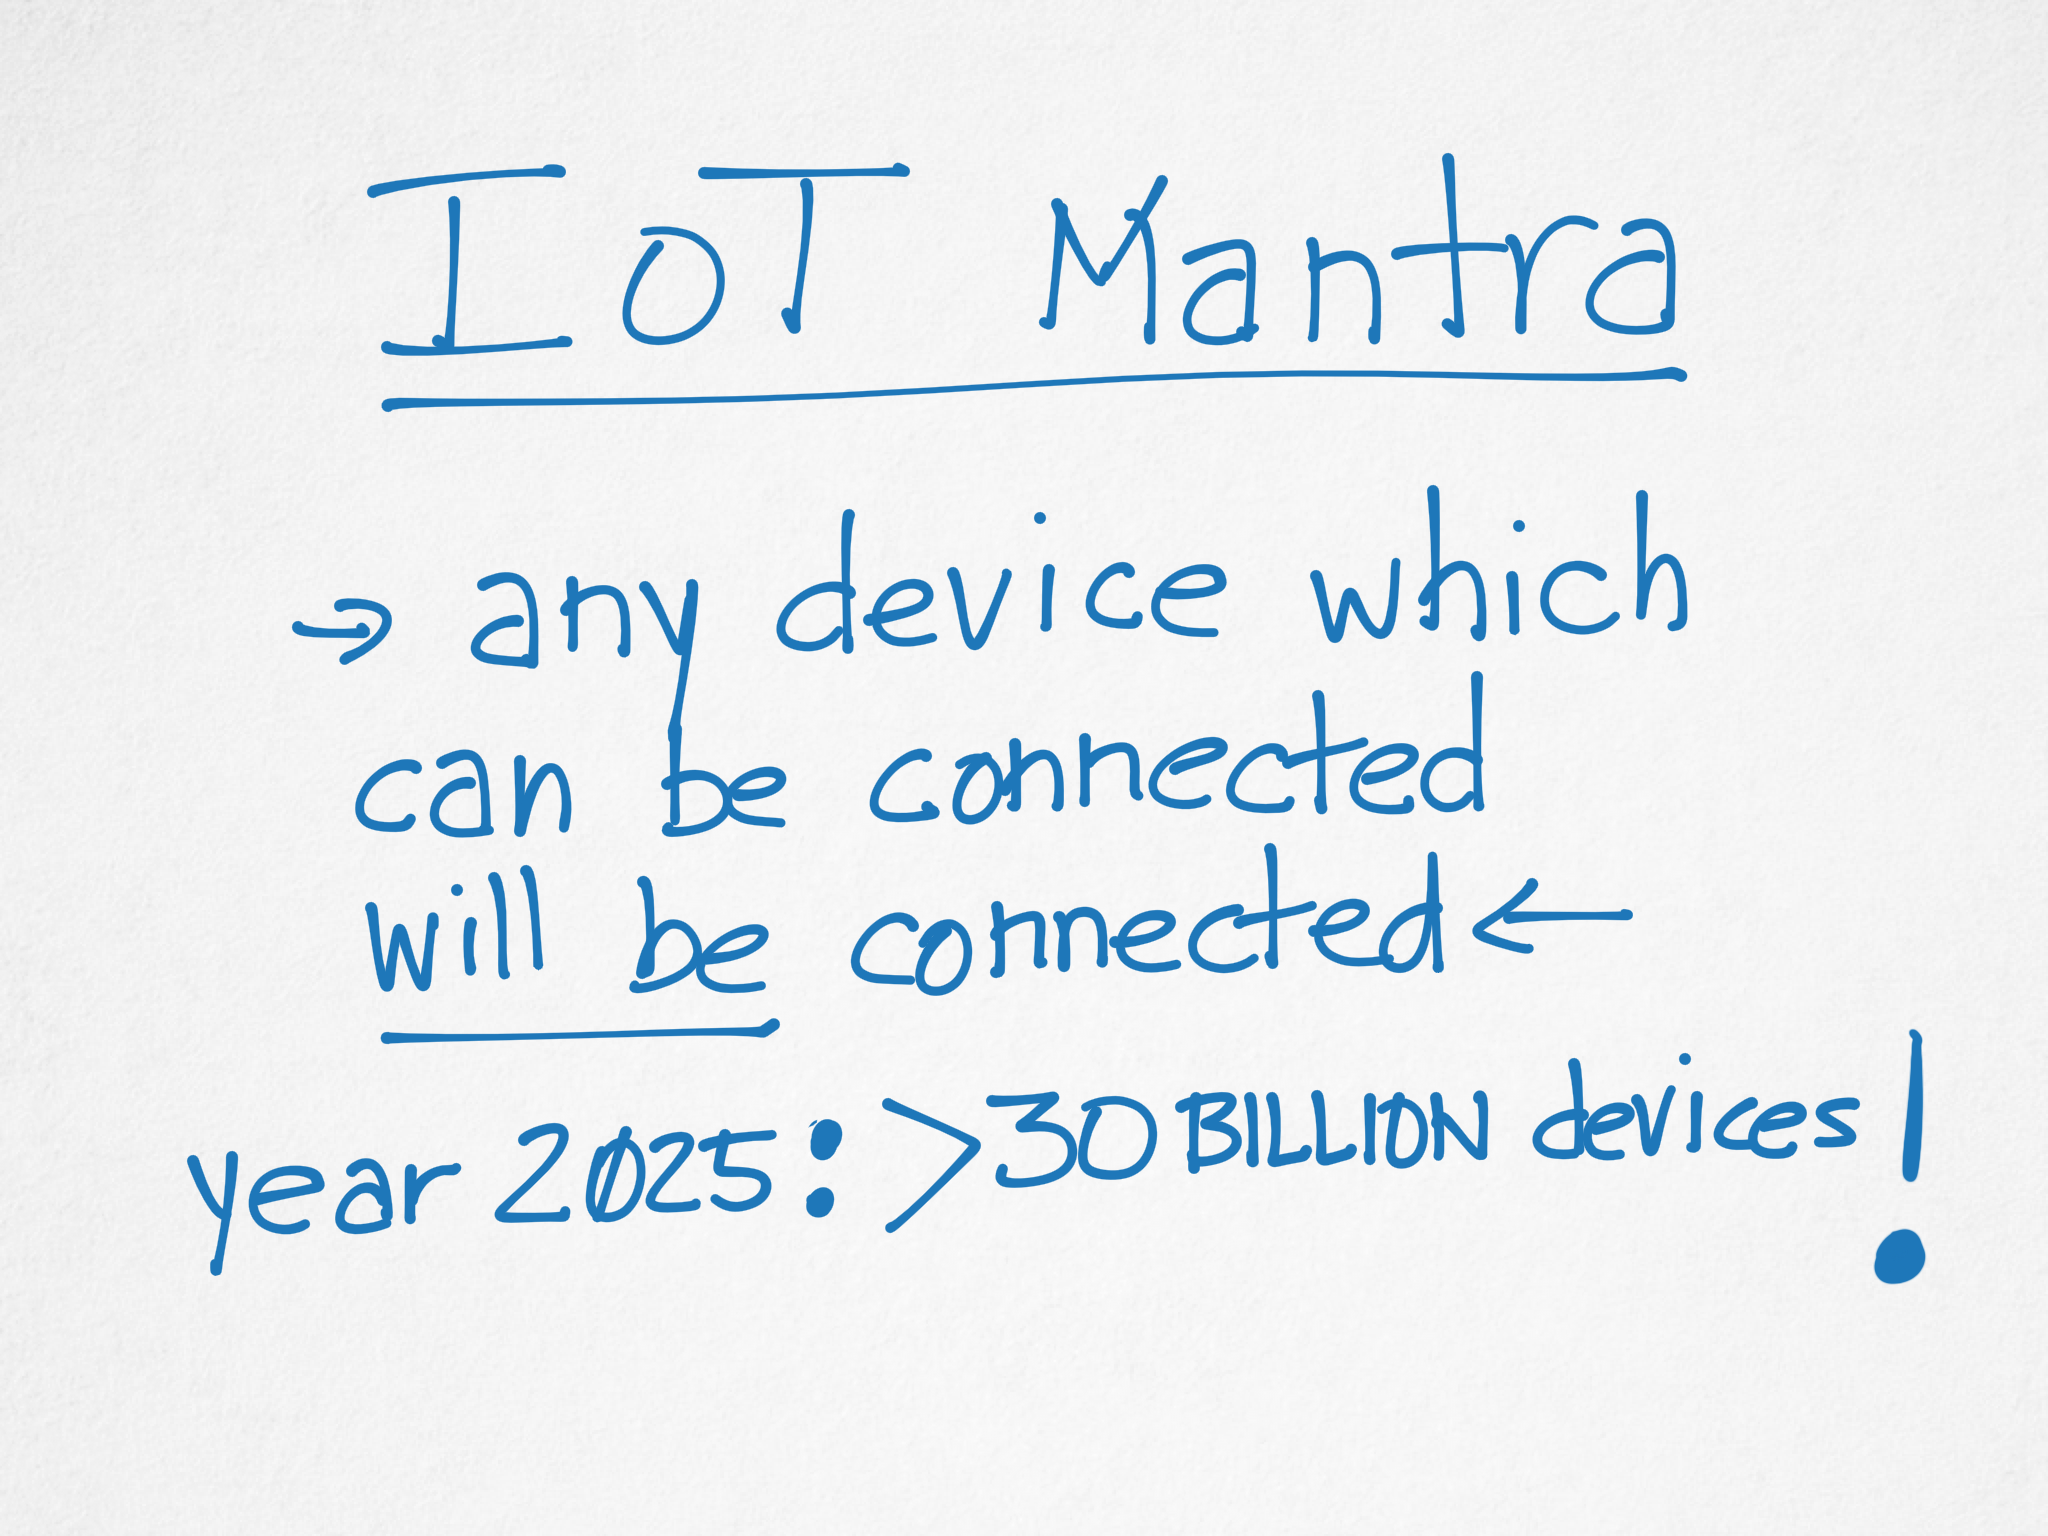 IoT Mantra
→ any device which
can be connected
will be connected ←
year 2025: >30 BILLION devices!